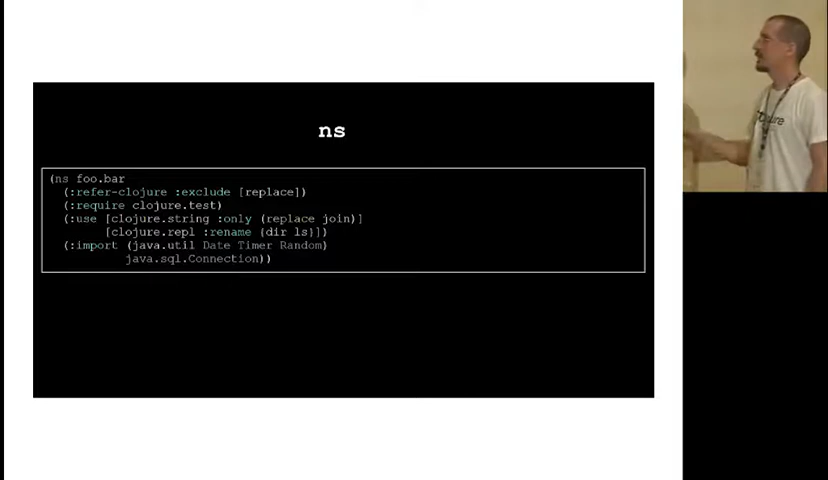 ns
(ns foo.bar
(:refer-clojure :exclude [replace])
(:require clojure.test)
(:use [clojure.string :only (replace join)]
[clojure.repl :rename {dir ls}])
(:import (java.util Date Timer Random)
java.sql.Connection))